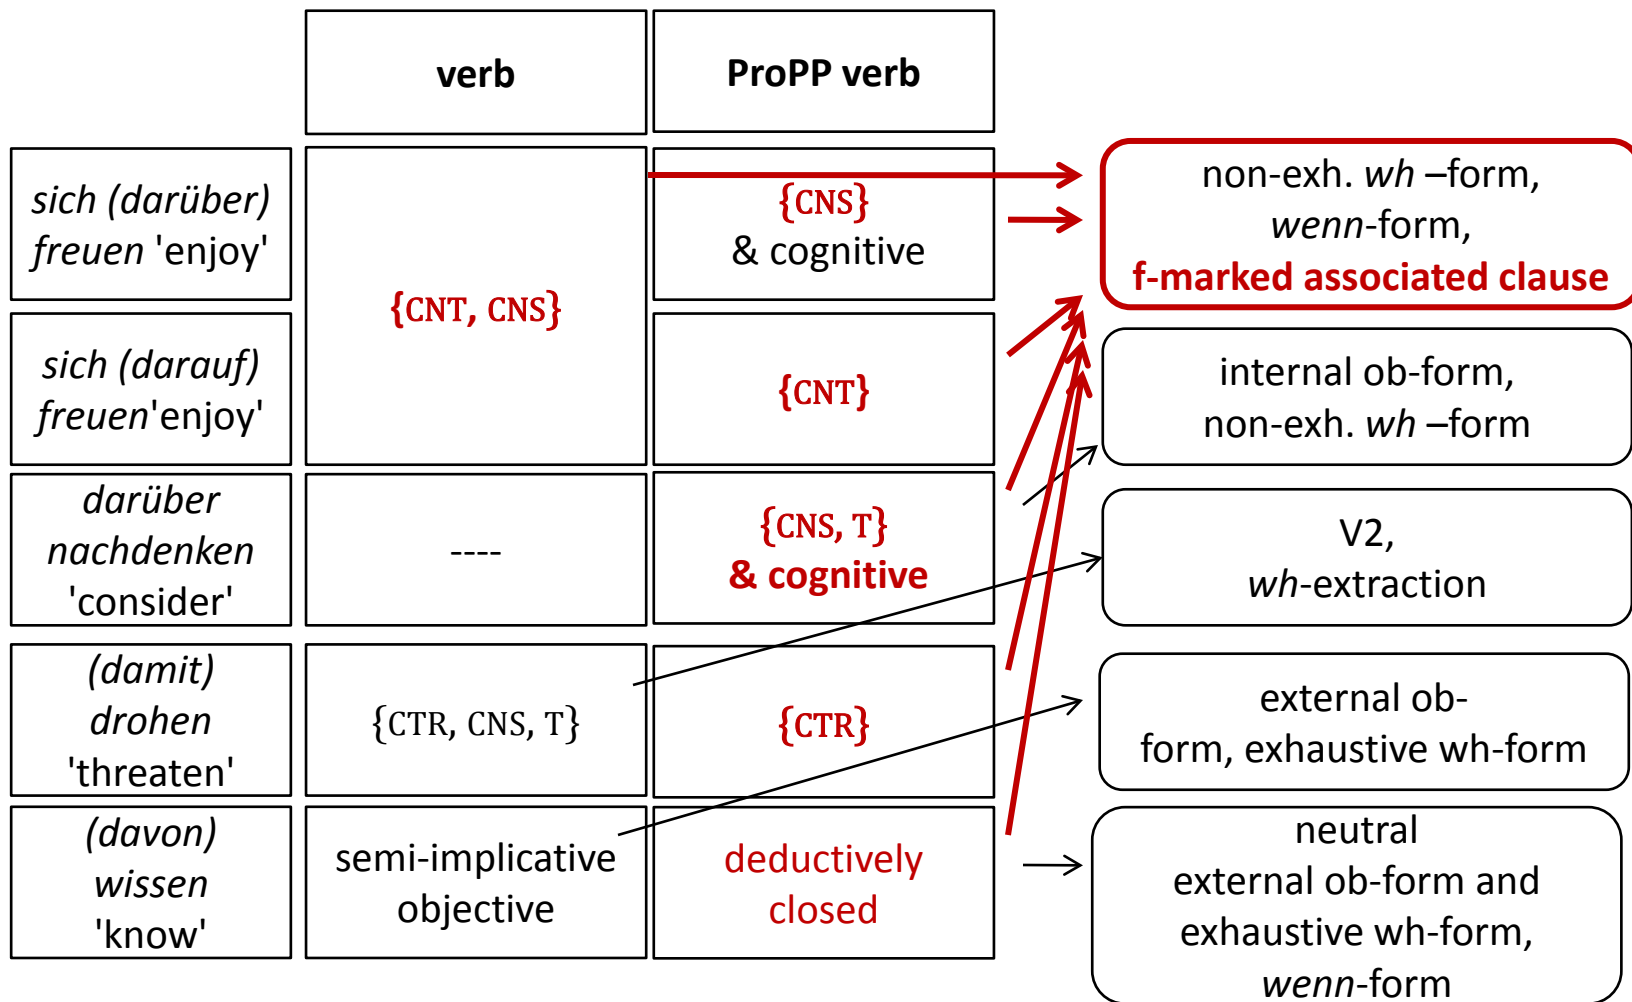 verb
ProPP verb
sich (darüber)
freuen 'enjoy'
{CNT, CNS}
{CNS}
& cognitive
non-exh. wh –form,
wenn-form,
f-marked associated clause
sich (darauf)
freuen'enjoy'
{CNT}
internal ob-form,
non-exh. wh –form
darüber
nachdenken
'consider'
----
{CNS, T}
& cognitive
V2,
wh-extraction
(damit)
drohen
'threaten'
{CTR, CNS, T}
{CTR}
external ob-
form, exhaustive wh-form
(davon)
wissen
'know'
semi-implicative
objective
deductively
closed
neutral
external ob-form and
exhaustive wh-form,
wenn-form